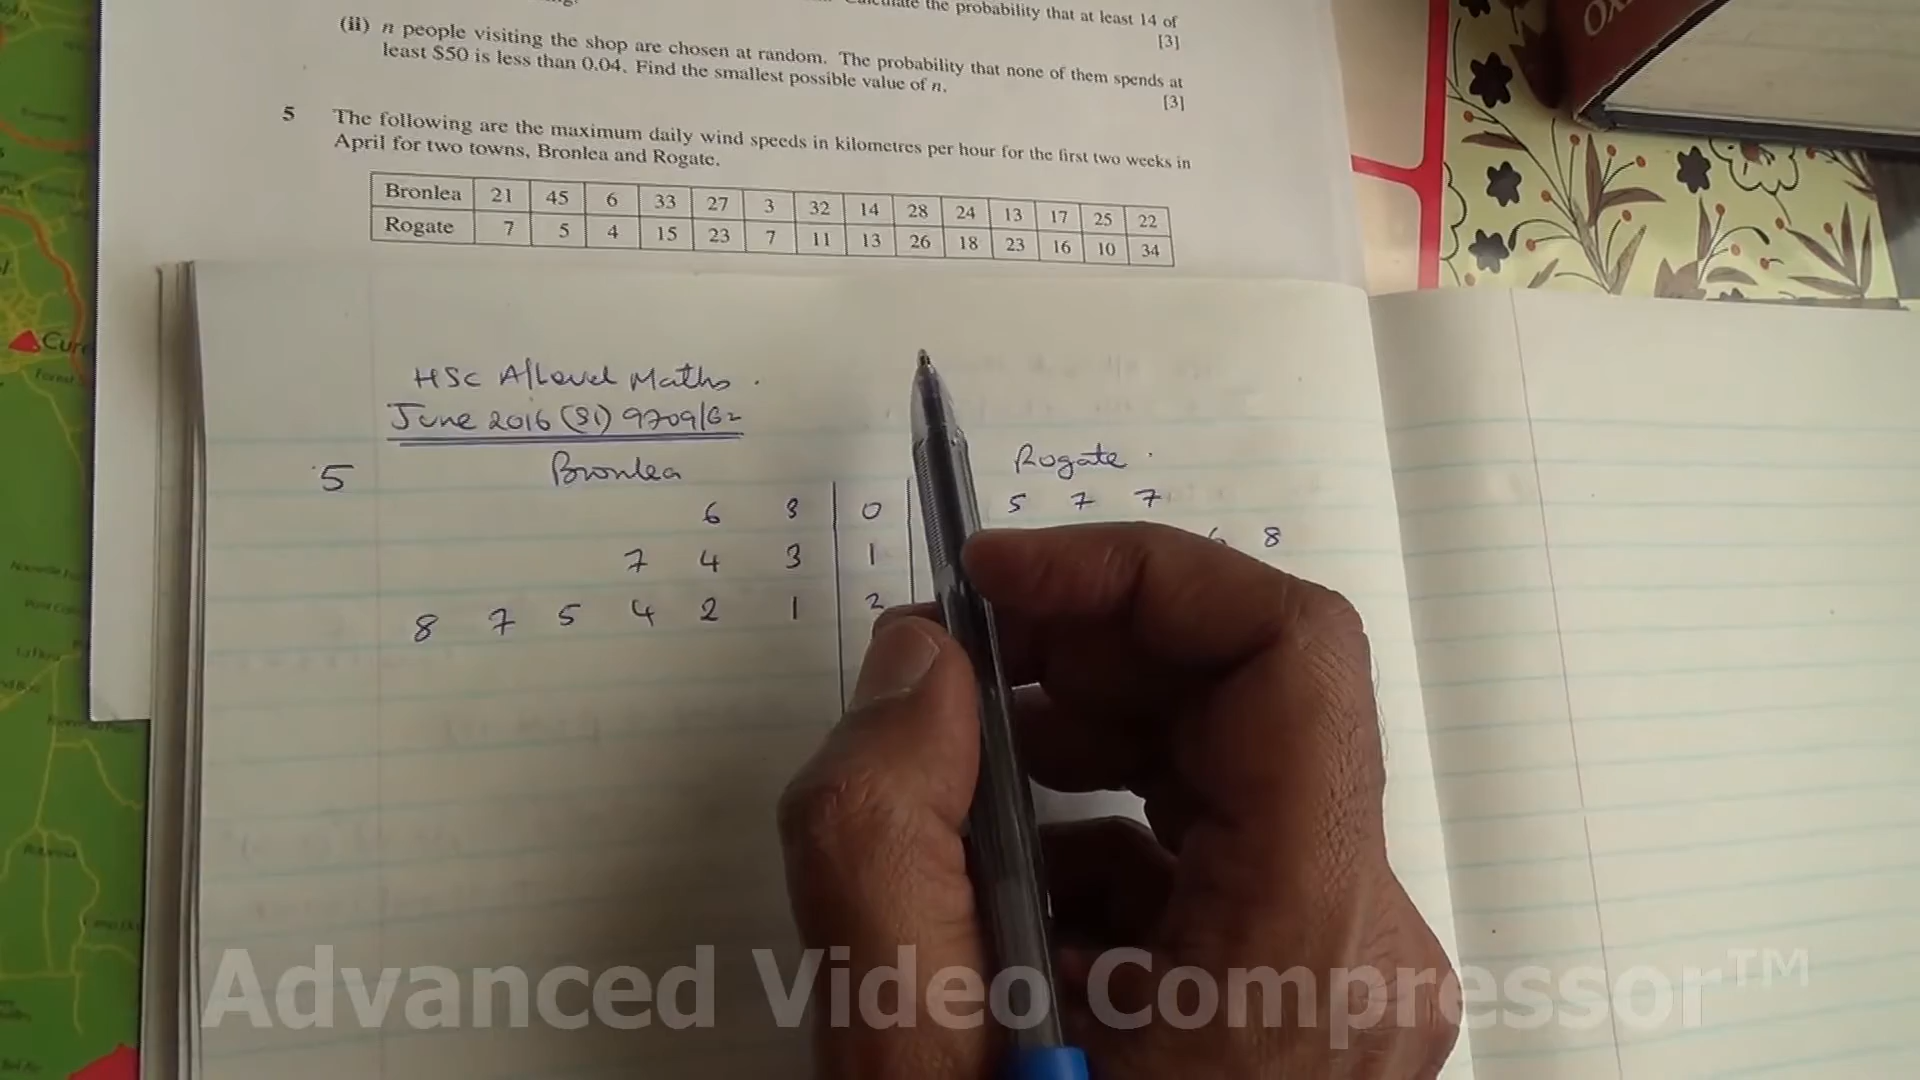 Calculate the probability that at least 14 of
[3]
(ii) n people visiting the shop are chosen at random. The probability that none of them spends at
least $50 is less than 0.04. Find the smallest possible value of n.
[3]
5 The following are the maximum daily wind speeds in kilometres per hour for the first two weeks in
April for two towns, Bronlea and Rogate.
Bronlea 21 45 6 33 27 3 32 14 28 24 13 17 25 22
Rogate 7 5 4 15 23 7 11 13 26 18 23 16 10 34
HSC A/Level Maths.
June 2016 (S1) 9709/62
5 Bronlea Rogate.
6 3 0 5 7 7
7 4 3 1 6 8
8 7 5 4 2 1 2
Advanced Video Compressor™